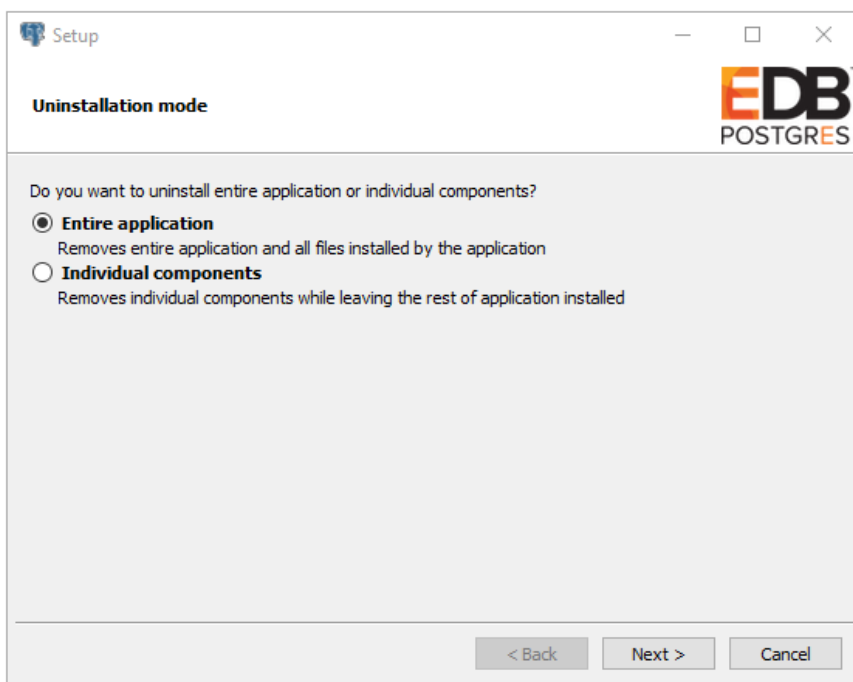 Setup
EDB
POSTGRES
Uninstallation mode
Do you want to uninstall entire application or individual components?
Entire application
Removes entire application and all files installed by the application
Individual components
Removes individual components while leaving the rest of application installed
< Back
Next >
Cancel